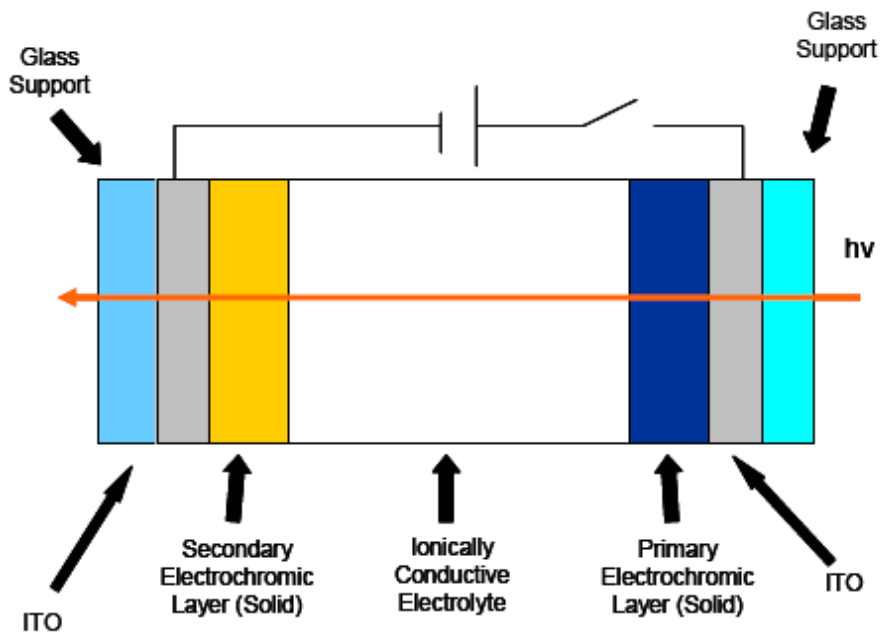 Glass
Support
Glass
Support
hv
ITO
Secondary
Electrochromic
Layer (Solid)
Ionically
Conductive
Electrolyte
Primary
Electrochromic
Layer (Solid)
ITO